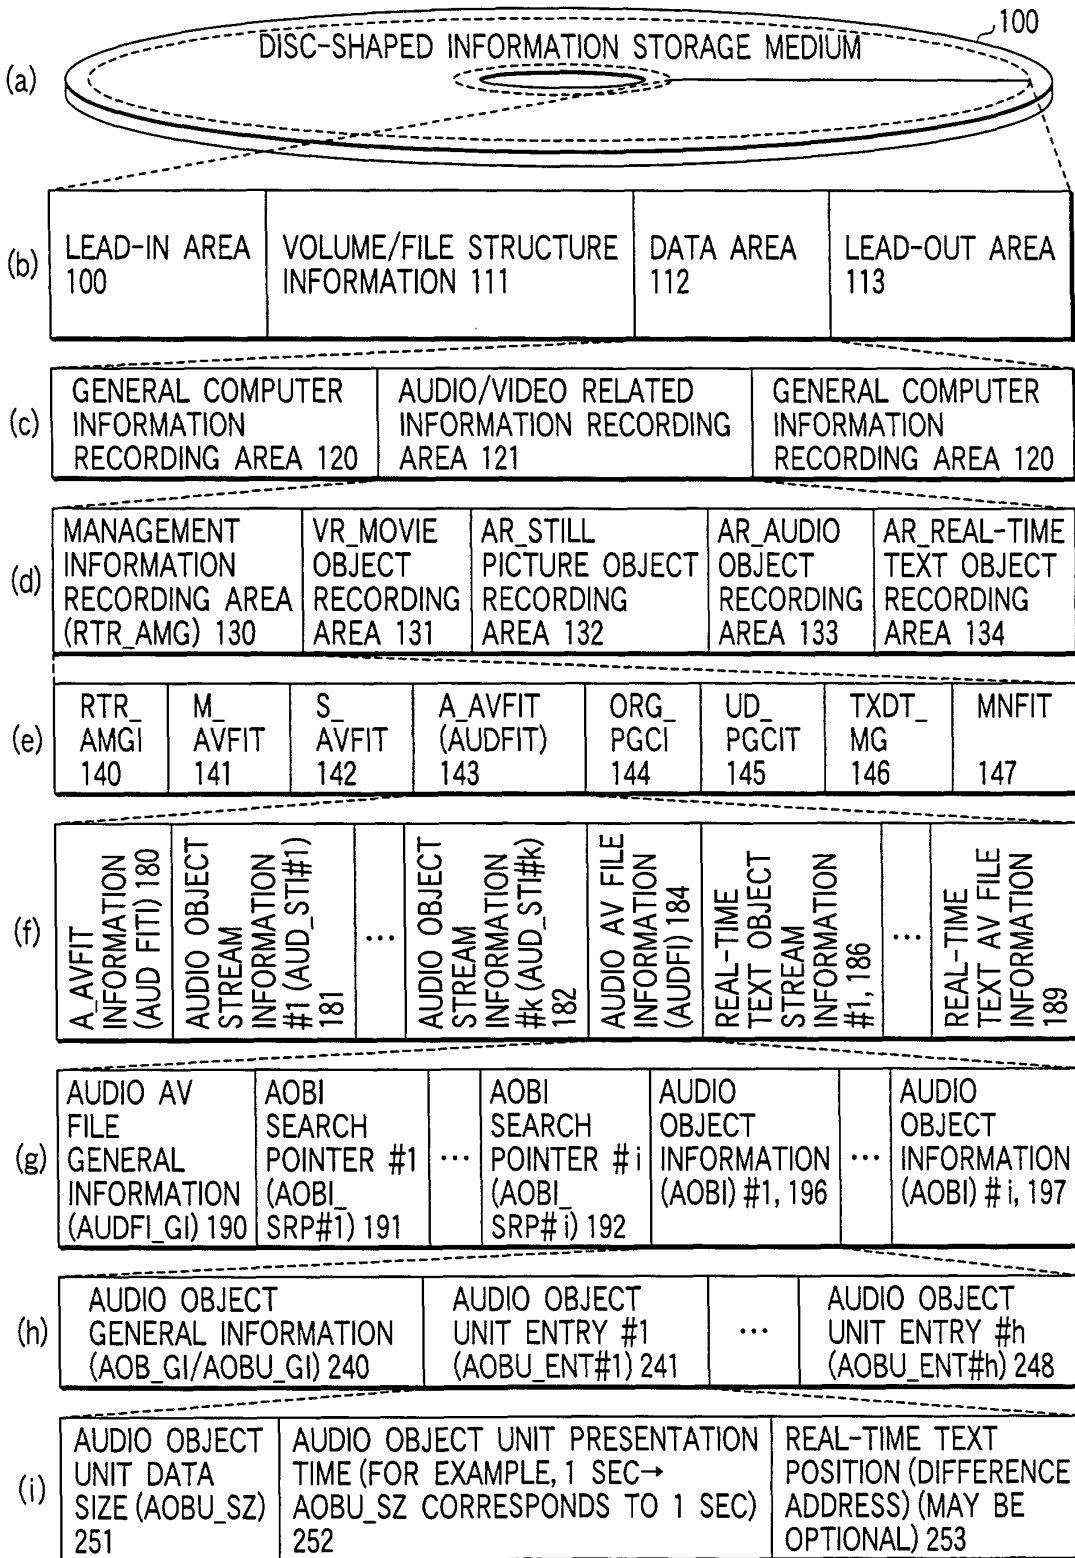 100
DISC-SHAPED INFORMATION STORAGE MEDIUM
(a)
(b)
LEAD-IN AREA
100
VOLUME/FILE STRUCTURE
INFORMATION 111
DATA AREA
112
LEAD-OUT AREA
113
(c)
GENERAL COMPUTER
INFORMATION
RECORDING AREA 120
AUDIO/VIDEO RELATED
INFORMATION RECORDING
AREA 121
GENERAL COMPUTER
INFORMATION
RECORDING AREA 120
(d)
MANAGEMENT
INFORMATION
RECORDING AREA
(RTR_AMG) 130
VR_MOVIE
OBJECT
RECORDING
AREA 131
AR_STILL
PICTURE OBJECT
RECORDING
AREA 132
AR_AUDIO
OBJECT
RECORDING
AREA 133
AR_REAL-TIME
TEXT OBJECT
RECORDING
AREA 134
(e)
RTR_
AMGI
140
M_
AVFIT
141
S_
AVFIT
142
A_AVFIT
(AUDFIT)
143
ORG_
PGCI
144
UD_
PGCIT
145
TXDT_
MG
146
MNFIT
147
(f)
A_AVFIT
INFORMATION
(AUD FITI) 180
AUDIO OBJECT
STREAM
INFORMATION
#1 (AUD_STI#1)
181
...
AUDIO OBJECT
STREAM
INFORMATION
#k (AUD_STI#k)
182
AUDIO AV FILE
INFORMATION
(AUDFI) 184
REAL-TIME
TEXT OBJECT
STREAM
INFORMATION
#1, 186
...
REAL-TIME
TEXT AV FILE
INFORMATION
189
(g)
AUDIO AV
FILE
GENERAL
INFORMATION
(AUDFI_GI) 190
AOBI
SEARCH
POINTER #1
(AOBI_
SRP#1) 191
...
AOBI
SEARCH
POINTER #i
(AOBI_
SRP#i) 192
AUDIO
OBJECT
INFORMATION
(AOBI) #1, 196
...
AUDIO
OBJECT
INFORMATION
(AOBI) #i, 197
(h)
AUDIO OBJECT
GENERAL INFORMATION
(AOB_GI/AOBU_GI) 240
AUDIO OBJECT
UNIT ENTRY #1
(AOBU_ENT#1) 241
...
AUDIO OBJECT
UNIT ENTRY #h
(AOBU_ENT#h) 248
(i)
AUDIO OBJECT
UNIT DATA
SIZE (AOBU_SZ)
251
AUDIO OBJECT UNIT PRESENTATION
TIME (FOR EXAMPLE, 1 SEC→
AOBU_SZ CORRESPONDS TO 1 SEC)
252
REAL-TIME TEXT
POSITION (DIFFERENCE
ADDRESS) (MAY BE
OPTIONAL) 253